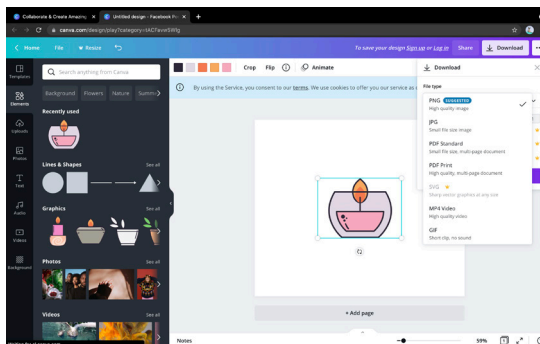 Collaborate & Create Amazing
Untitled design - Facebook Po
canva.com/design/play?category=tACFavwSWIg
Home File Resize To save your design Sign up or Log in Share Download
Templates
Elements
Uploads
Photos
Text
Audio
Videos
Background
Search anything from Canva
Background Flowers Nature Summ
Recently used
Lines & Shapes See all
Graphics See all
Photos See all
Videos See all
Crop Flip Animate
By using the Service, you consent to our terms. We use cookies to offer you our service as
+ Add page
Notes 59%
Download
File type
PNG SUGGESTED
High quality image
JPG
Small file size image
PDF Standard
Small file size, multi-page document
PDF Print
High quality, multi-page document
SVG
Sharp vector graphics at any size
MP4 Video
High quality video
GIF
Short clip, no sound